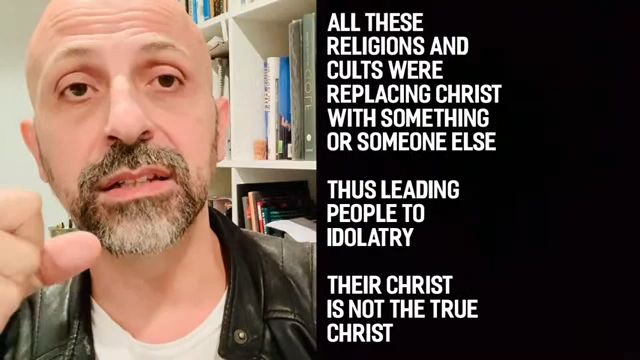 ALL THESE
RELIGIONS AND
CULTS WERE
REPLACING CHRIST
WITH SOMETHING
OR SOMEONE ELSE
THUS LEADING
PEOPLE TO
IDOLATRY
THEIR CHRIST
IS NOT THE TRUE
CHRIST